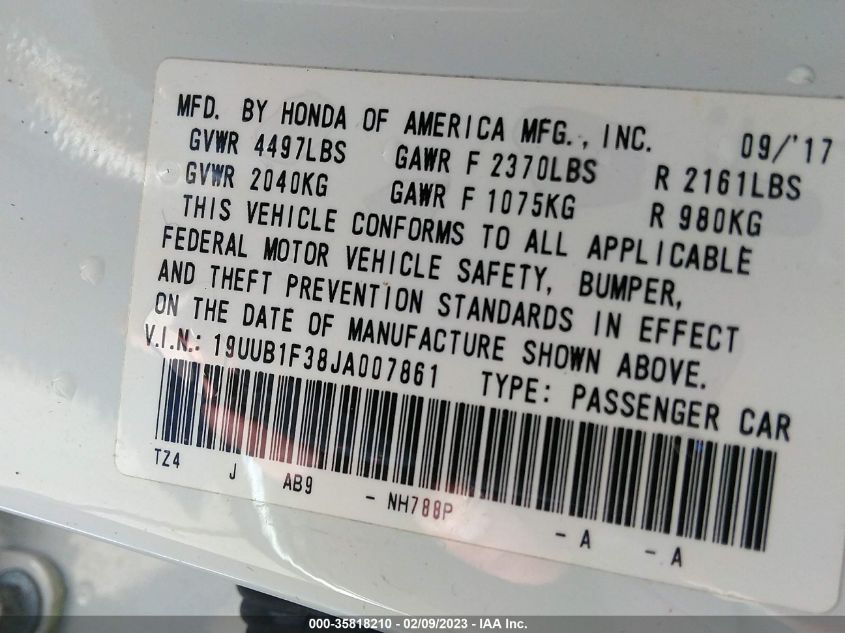 MFD. BY HONDA OF AMERICA MFG., INC. 09/'17
GVWR 4497LBS GAWR F 2370LBS R 2161LBS
GVWR 2040KG GAWR F 1075KG R 980KG
THIS VEHICLE CONFORMS TO ALL APPLICABLE
FEDERAL MOTOR VEHICLE SAFETY, BUMPER,
AND THEFT PREVENTION STANDARDS IN EFFECT
ON THE DATE OF MANUFACTURE SHOWN ABOVE.
V.I.N.: 19UUB1F38JA007861 TYPE: PASSENGER CAR
TZ4 J AB9 - NH788P - A - A
000-35818210 - 02/09/2023 - IAA Inc.